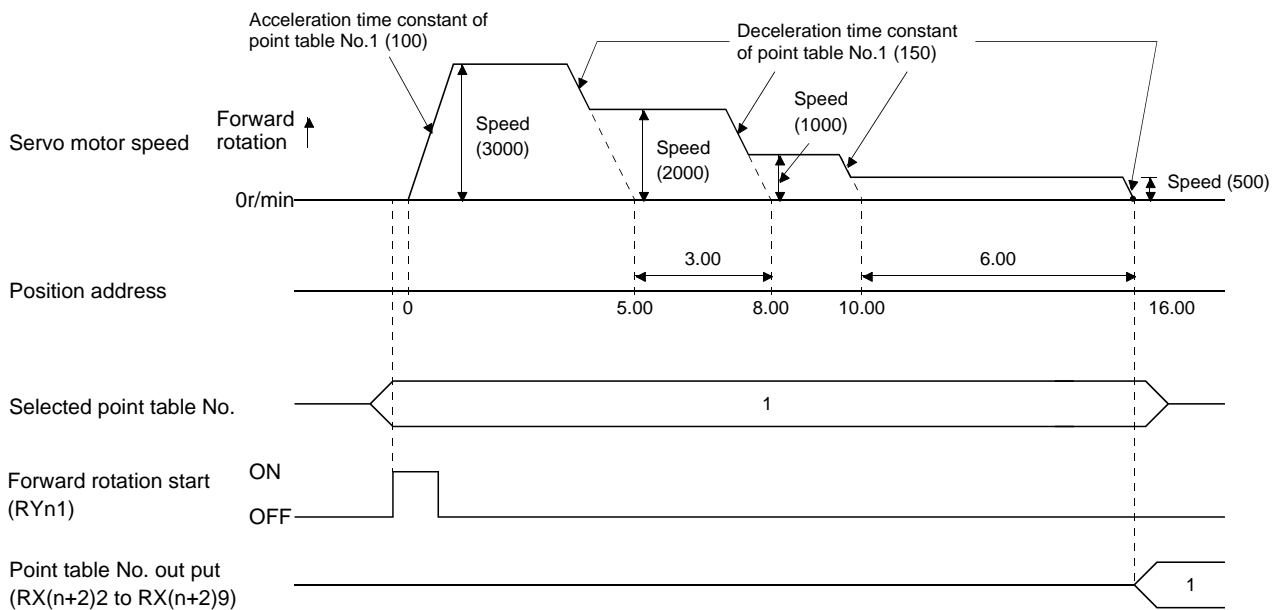 Acceleration time constant of
point table No.1 (100)
Deceleration time constant
of point table No.1 (150)
Servo motor speed
Forward
rotation
Speed
(3000)
Speed
(2000)
Speed
(1000)
Speed (500)
0r/min
3.00
6.00
Position address
0
5.00
8.00
10.00
16.00
Selected point table No.
1
Forward rotation start
(RYn1)
ON
OFF
Point table No. out put
(RX(n+2)2 to RX(n+2)9)
1